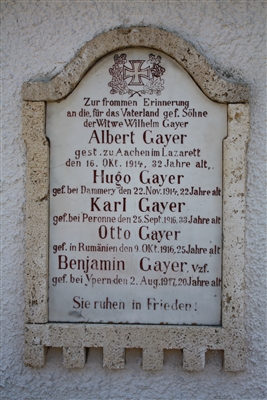 Zur frommen Erinnerung
an die, für das Vaterland gef. Söhne
der Witwe Wilhelm Gayer
Albert Gayer
gest. zu Aachen im Lazarett
den 16. Okt. 1914, 32 Jahre alt,
Hugo Gayer
gef. bei Dammery den 22. Nov. 1914, 22 Jahre alt
Karl Gayer
gef. bei Peronne den 25. Sept. 1916, 33 Jahre alt
Otto Gayer
gef. in Rumänien den 9. Okt. 1916, 25 Jahre alt
Benjamin Gayer, Vzf.
gef. bei Ypern den 2. Aug. 1917, 20 Jahre alt
Sie ruhen in Frieden!